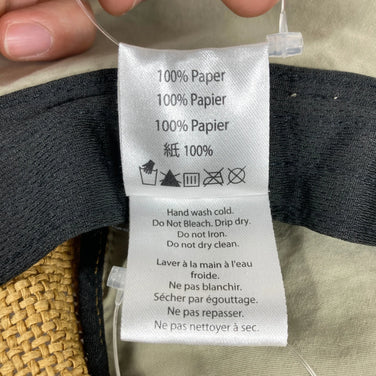 100% Paper
100% Papier
100% Papier
紙 100%
Hand wash cold.
Do Not Bleach. Drip dry.
Do not Iron.
Do not dry clean.
Laver à la main à l'eau
froide.
Ne pas blanchir.
Sécher par égouttage.
Ne pas repasser.
Ne pas nettoyer à sec.